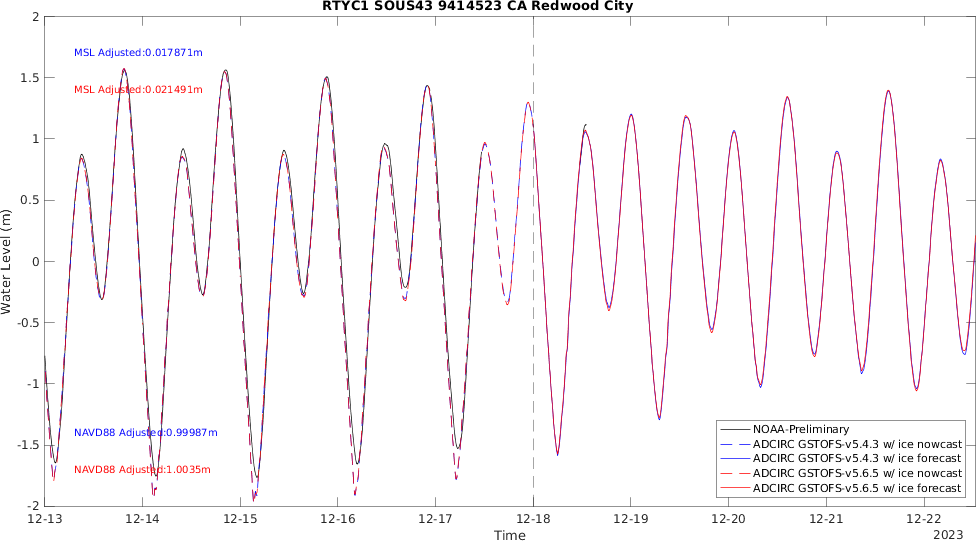 RTYC1 SOUS43 9414523 CA Redwood City
2
1.5
1
0.5
0
-0.5
-1
-1.5
-2
Water Level (m)
MSL Adjusted:0.017871m
MSL Adjusted:0.021491m
NAVD88 Adjusted:0.99987m
NAVD88 Adjusted:1.0035m
NOAA-Preliminary
ADCIRC GSTOFS-v5.4.3 w/ ice nowcast
ADCIRC GSTOFS-v5.4.3 w/ ice forecast
ADCIRC GSTOFS-v5.6.5 w/ ice nowcast
ADCIRC GSTOFS-v5.6.5 w/ ice forecast
12-13 12-14 12-15 12-16 12-17 12-18 12-19 12-20 12-21 12-22
Time
2023